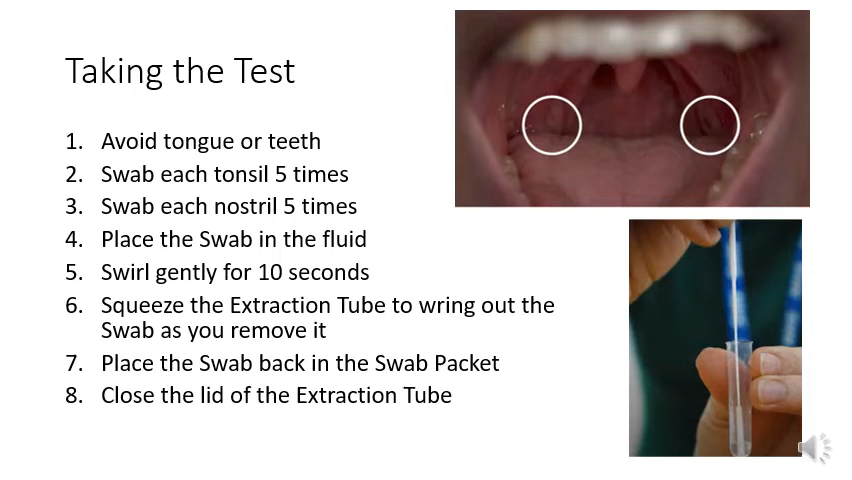 Taking the Test
1. Avoid tongue or teeth
2. Swab each tonsil 5 times
3. Swab each nostril 5 times
4. Place the Swab in the fluid
5. Swirl gently for 10 seconds
6. Squeeze the Extraction Tube to wring out the
Swab as you remove it
7. Place the Swab back in the Swab Packet
8. Close the lid of the Extraction Tube